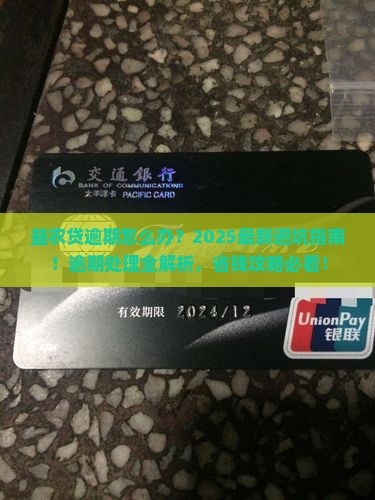 交通銀行
BANK OF COMMUNICATIONS
太平洋卡 PACIFIC CARD
农贷逾期怎么办？2025最新避坑指南
！逾期处理全解析，省钱攻略必看！
有效期限 2024/12
UnionPay
银联
ATM